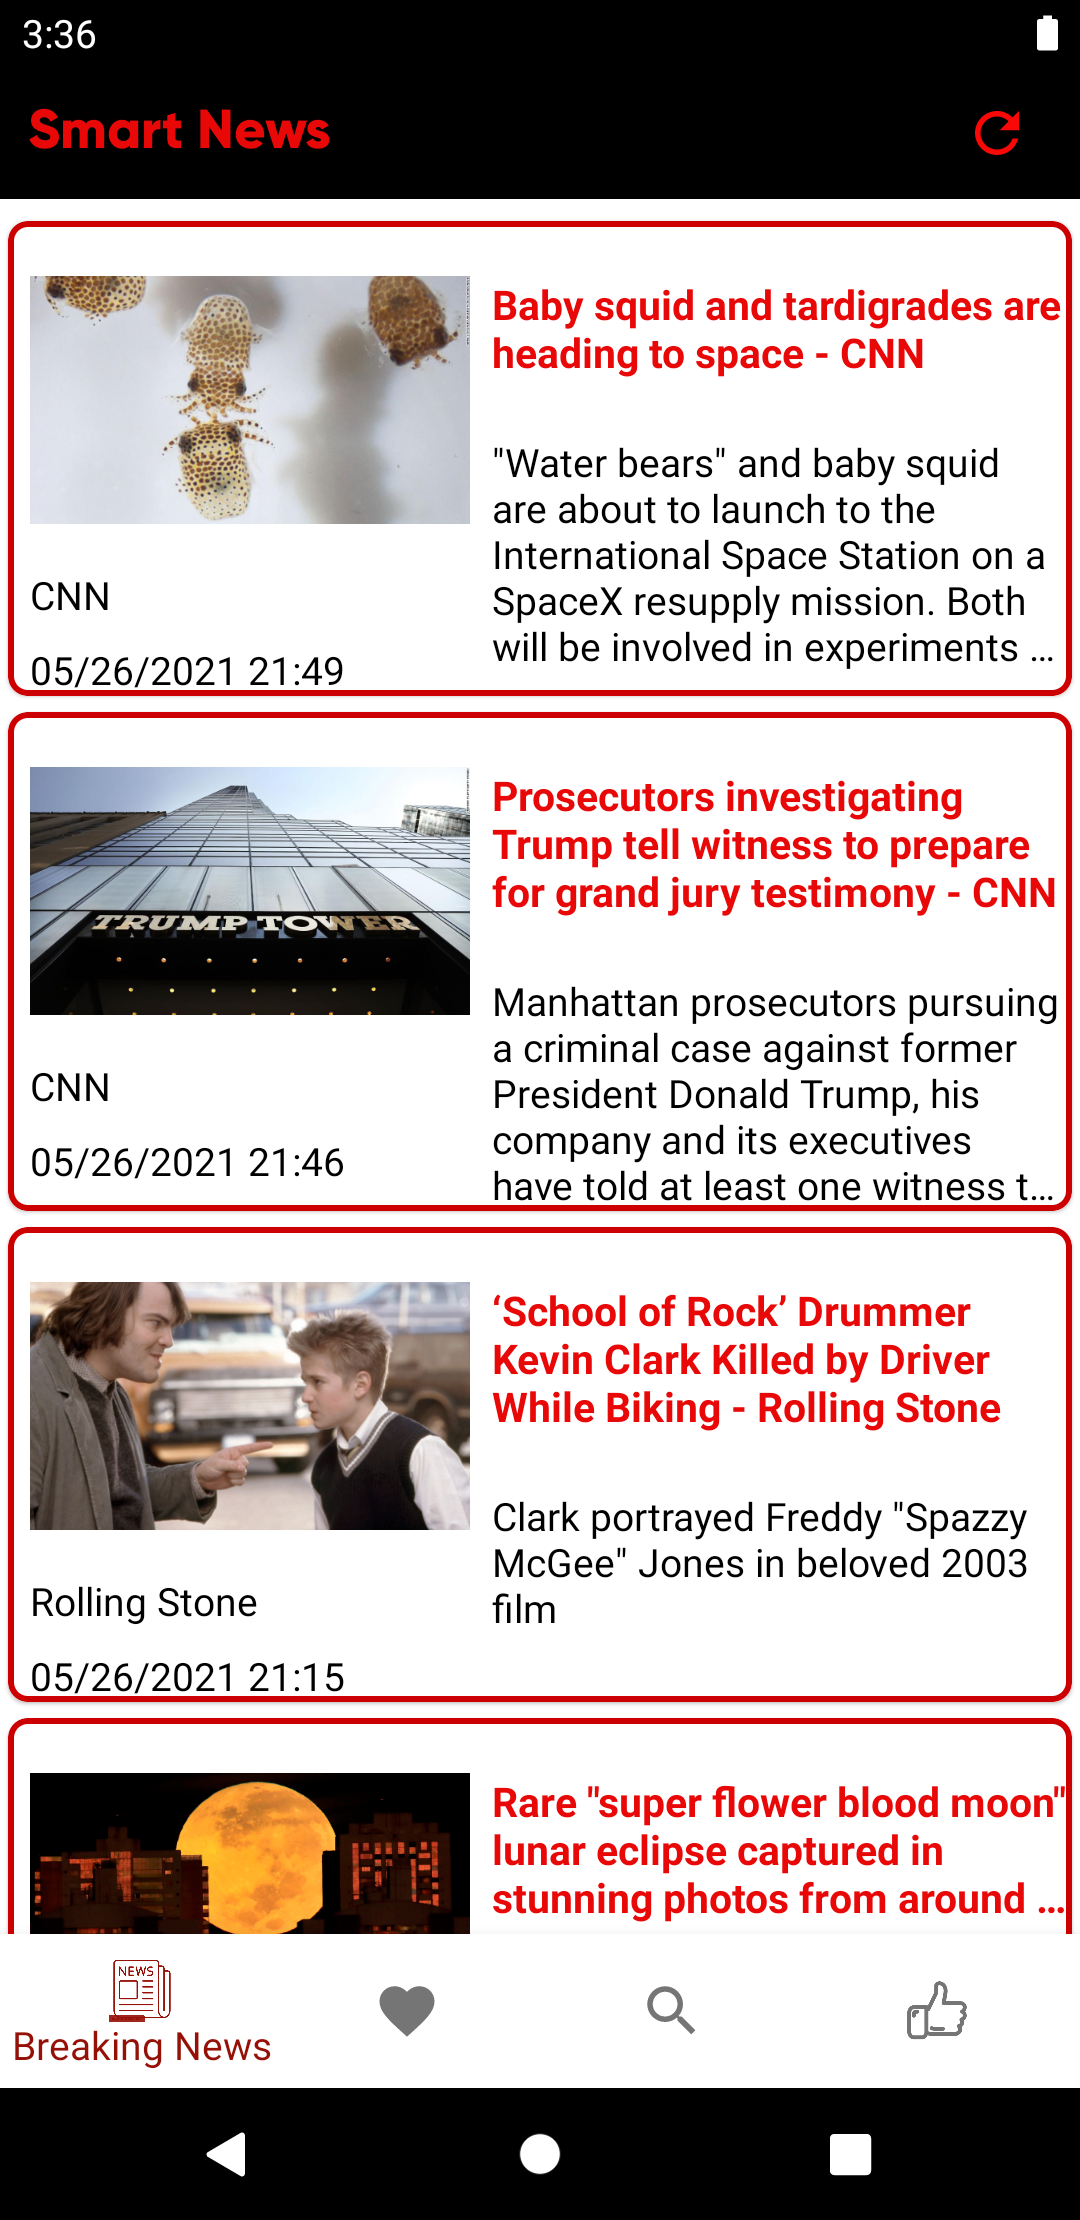 3:36
Smart News
Baby squid and tardigrades are
heading to space - CNN
"Water bears" and baby squid
are about to launch to the
International Space Station on a
SpaceX resupply mission. Both
will be involved in experiments ...
CNN
05/26/2021 21:49
TRUMP TOWER
Prosecutors investigating
Trump tell witness to prepare
for grand jury testimony - CNN
Manhattan prosecutors pursuing
a criminal case against former
President Donald Trump, his
company and its executives
have told at least one witness t...
CNN
05/26/2021 21:46
‘School of Rock’ Drummer
Kevin Clark Killed by Driver
While Biking - Rolling Stone
Clark portrayed Freddy "Spazzy
McGee" Jones in beloved 2003
film
Rolling Stone
05/26/2021 21:15
Rare "super flower blood moon"
lunar eclipse captured in
stunning photos from around ...
NEWS
Breaking News